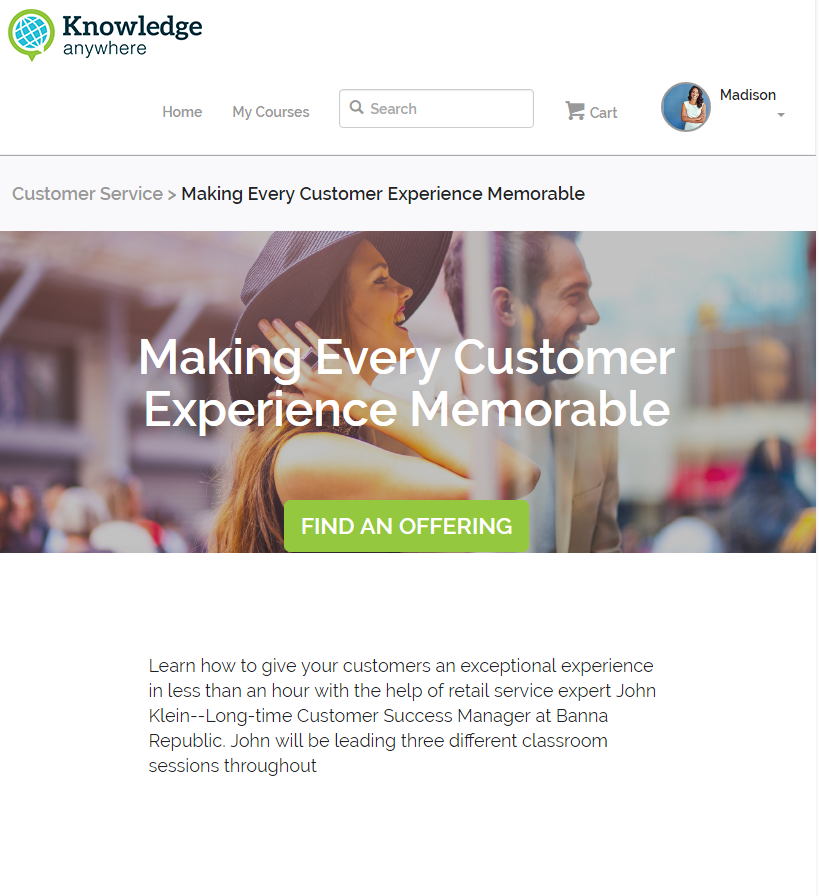 Knowledge
anywhere
Home My Courses Search Cart Madison
Customer Service > Making Every Customer Experience Memorable
Making Every Customer
Experience Memorable
FIND AN OFFERING
Learn how to give your customers an exceptional experience
in less than an hour with the help of retail service expert John
Klein--Long-time Customer Success Manager at Banna
Republic. John will be leading three different classroom
sessions throughout